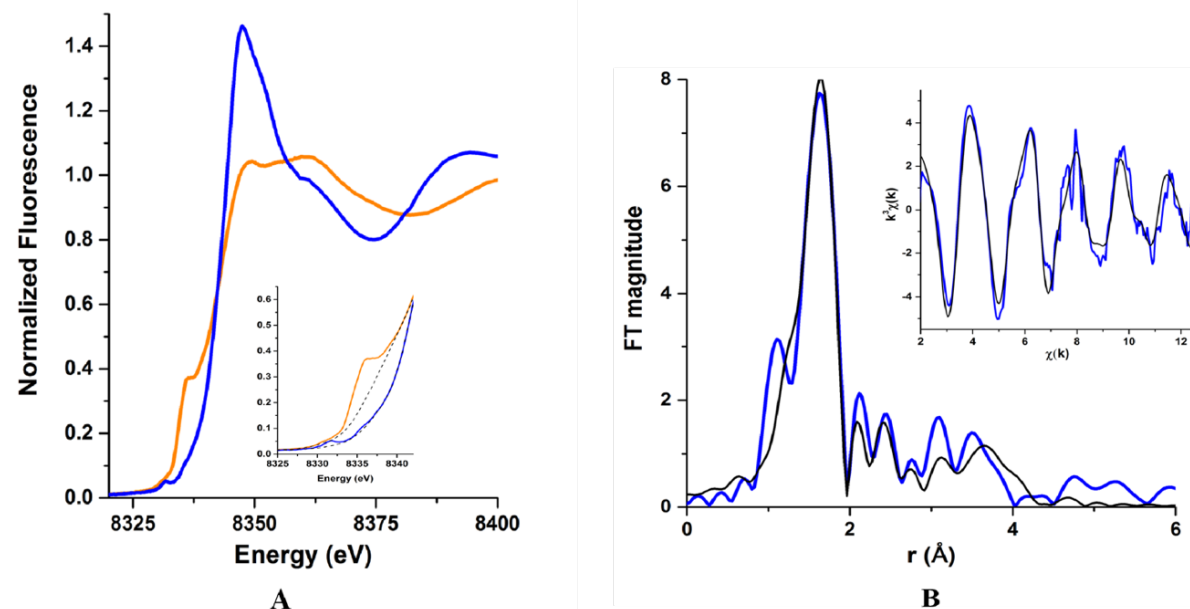 Normalized Fluorescence
1.4
1.2
1.0
0.8
0.6
0.4
0.2
0.0
8325 8350 8375 8400
Energy (eV)
0.6
0.5
0.4
0.3
0.2
0.1
0.0
8325 8330 8335 8340
Energy (eV)
A
FT magnitude
8
6
4
2
0
0 2 4 6
r (Å)
k³χ(k)
4
2
0
-2
-4
2 4 6 8 10 12
χ(k)
B